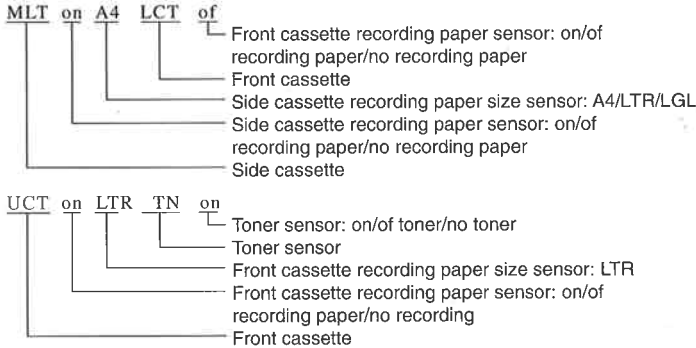 MLT on A4 LCT of
Front cassette recording paper sensor: on/of
recording paper/no recording paper
Front cassette
Side cassette recording paper size sensor: A4/LTR/LGL
Side cassette recording paper sensor: on/of
recording paper/no recording paper
Side cassette
UCT on LTR TN on
Toner sensor: on/of toner/no toner
Toner sensor
Front cassette recording paper size sensor: LTR
Front cassette recording paper sensor: on/of
recording paper/no recording
Front cassette